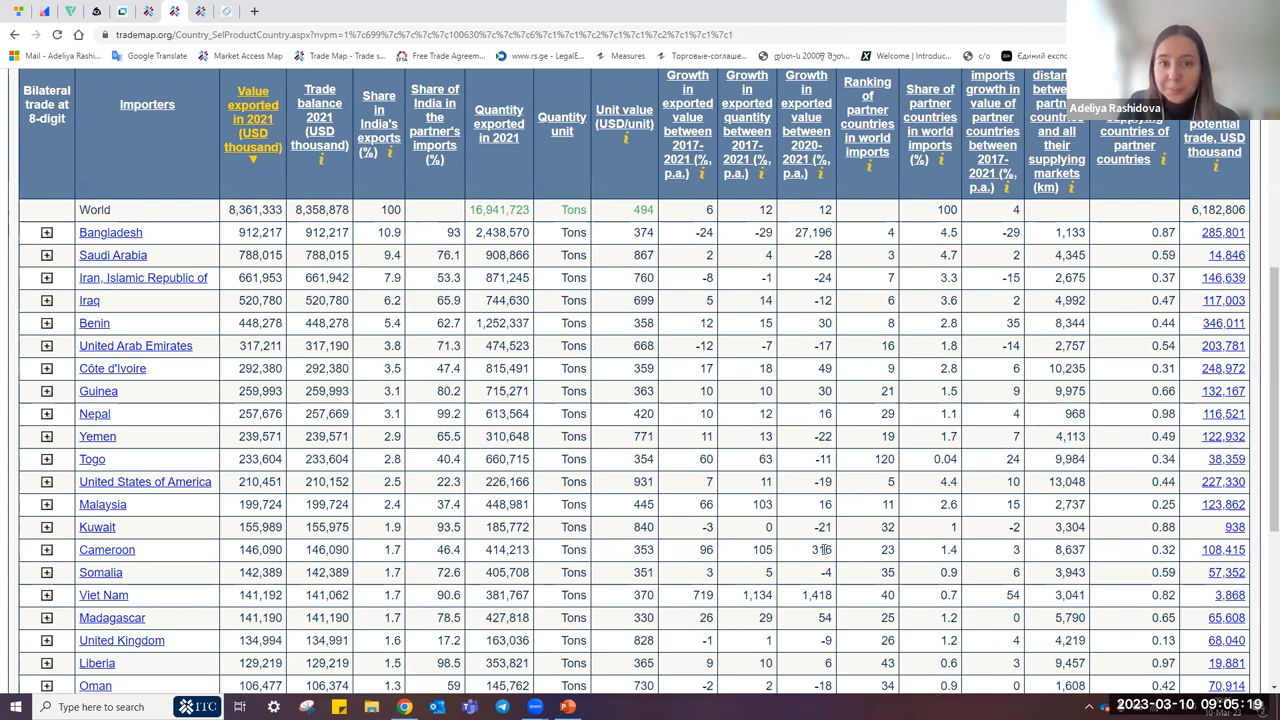 trademap.org/Country_SelProductCountry.aspx?nvpm=1%7c699%7c%7c%7c%7c100630%7c%7c%7c6%7c1%7c1%7c2%7c1%7c1%7c2%7c1%7c1%7c1
Mail - Adeliya Rashi...
Google Translate
Market Access Map
Trade Map - Trade s...
Free Trade Agreem...
www.rs.ge - LegalE...
Measures
Торговые-соглаше...
Welcome | Introduc...
c/o
Єдиний експо
Adeliya Rashidova
Bilateral trade at 8-digit
Importers
Value exported in 2021 (USD thousand)
Trade balance 2021 (USD thousand)
Share in India's exports (%)
Share of India in the partner's imports (%)
Quantity exported in 2021
Quantity unit
Unit value (USD/unit)
Growth in exported value between 2017-2021 (%, p.a.)
Growth in exported quantity between 2017-2021 (%, p.a.)
Growth in exported value between 2020-2021 (%, p.a.)
Ranking of partner countries in world imports
Share of partner countries in world imports (%)
imports growth in value of partner countries between 2017-2021 (%, p.a.)
distance between partner countries and all their supplying markets (km)
supplying countries of partner countries
potential trade, USD thousand
World 8,361,333 8,358,878 100 16,941,723 Tons 494 6 12 12 100 4 6,182,806
Bangladesh 912,217 912,217 10.9 93 2,438,570 Tons 374 -24 -29 27,196 4 4.5 -29 1,133 0.87 285,801
Saudi Arabia 788,015 788,015 9.4 76.1 908,866 Tons 867 2 4 -28 3 4.7 2 4,345 0.59 14,846
Iran, Islamic Republic of 661,953 661,942 7.9 53.3 871,245 Tons 760 -8 -1 -24 7 3.3 -15 2,675 0.37 146,639
Iraq 520,780 520,780 6.2 65.9 744,630 Tons 699 5 14 -12 6 3.6 2 4,992 0.47 117,003
Benin 448,278 448,278 5.4 62.7 1,252,337 Tons 358 12 15 30 8 2.8 35 8,344 0.44 346,011
United Arab Emirates 317,211 317,190 3.8 71.3 474,523 Tons 668 -12 -7 -17 16 1.8 -14 2,757 0.54 203,781
Côte d'Ivoire 292,380 292,380 3.5 47.4 815,491 Tons 359 17 18 49 9 2.8 6 10,235 0.31 248,972
Guinea 259,993 259,993 3.1 80.2 715,271 Tons 363 10 10 30 21 1.5 9 9,975 0.66 132,167
Nepal 257,676 257,669 3.1 99.2 613,564 Tons 420 10 12 16 29 1.1 4 968 0.98 116,521
Yemen 239,571 239,571 2.9 65.5 310,648 Tons 771 11 13 -22 19 1.7 7 4,113 0.49 122,932
Togo 233,604 233,604 2.8 40.4 660,715 Tons 354 60 63 -11 120 0.04 24 9,984 0.34 38,359
United States of America 210,451 210,152 2.5 22.3 226,166 Tons 931 7 11 -19 5 4.4 10 13,048 0.44 227,330
Malaysia 199,724 199,724 2.4 37.4 448,981 Tons 445 66 103 16 11 2.6 15 2,737 0.25 123,862
Kuwait 155,989 155,975 1.9 93.5 185,772 Tons 840 -3 0 -21 32 1 -2 3,304 0.88 938
Cameroon 146,090 146,090 1.7 46.4 414,213 Tons 353 96 105 23 1.4 3 8,637 0.32 108,415
Somalia 142,389 142,389 1.7 72.6 405,708 Tons 351 3 5 -4 35 0.9 6 3,943 0.59 57,352
Viet Nam 141,192 141,062 1.7 90.6 381,767 Tons 370 719 1,134 1,418 40 0.7 54 3,041 0.82 3,868
Madagascar 141,190 141,190 1.7 78.5 427,818 Tons 330 26 29 54 25 1.2 0 5,790 0.65 65,608
United Kingdom 134,994 134,991 1.6 17.2 163,036 Tons 828 -1 1 -9 26 1.2 4 4,219 0.13 68,040
Liberia 129,219 129,219 1.5 98.5 353,821 Tons 365 9 10 6 43 0.6 3 9,457 0.97 19,881
Oman 106,477 106,374 1.3 59 145,762 Tons 730 -2 2 -18 34 0.9 0 1,608 0.42 70,914
Type here to search
ITC
2023-03-10 09:05:19
10-Mar-23